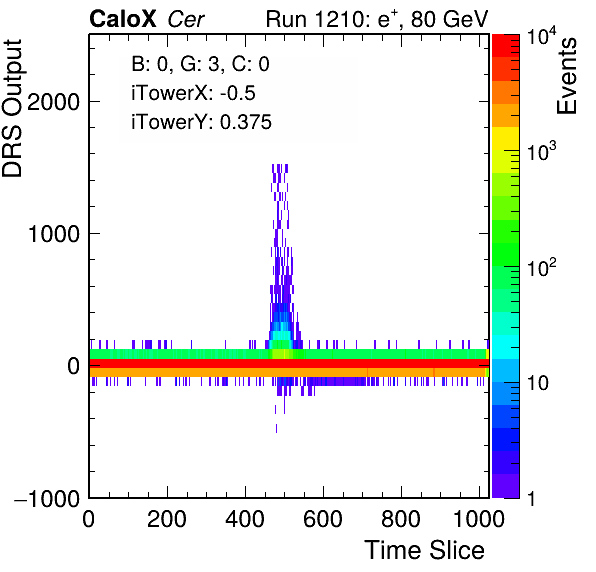 CaloX Cer Run 1210: e⁺, 80 GeV
B: 0, G: 3, C: 0
iTowerX: -0.5
iTowerY: 0.375
DRS Output
2000
1000
0
−1000
0 200 400 600 800 1000
Time Slice
Events
10⁴
10³
10²
10
1